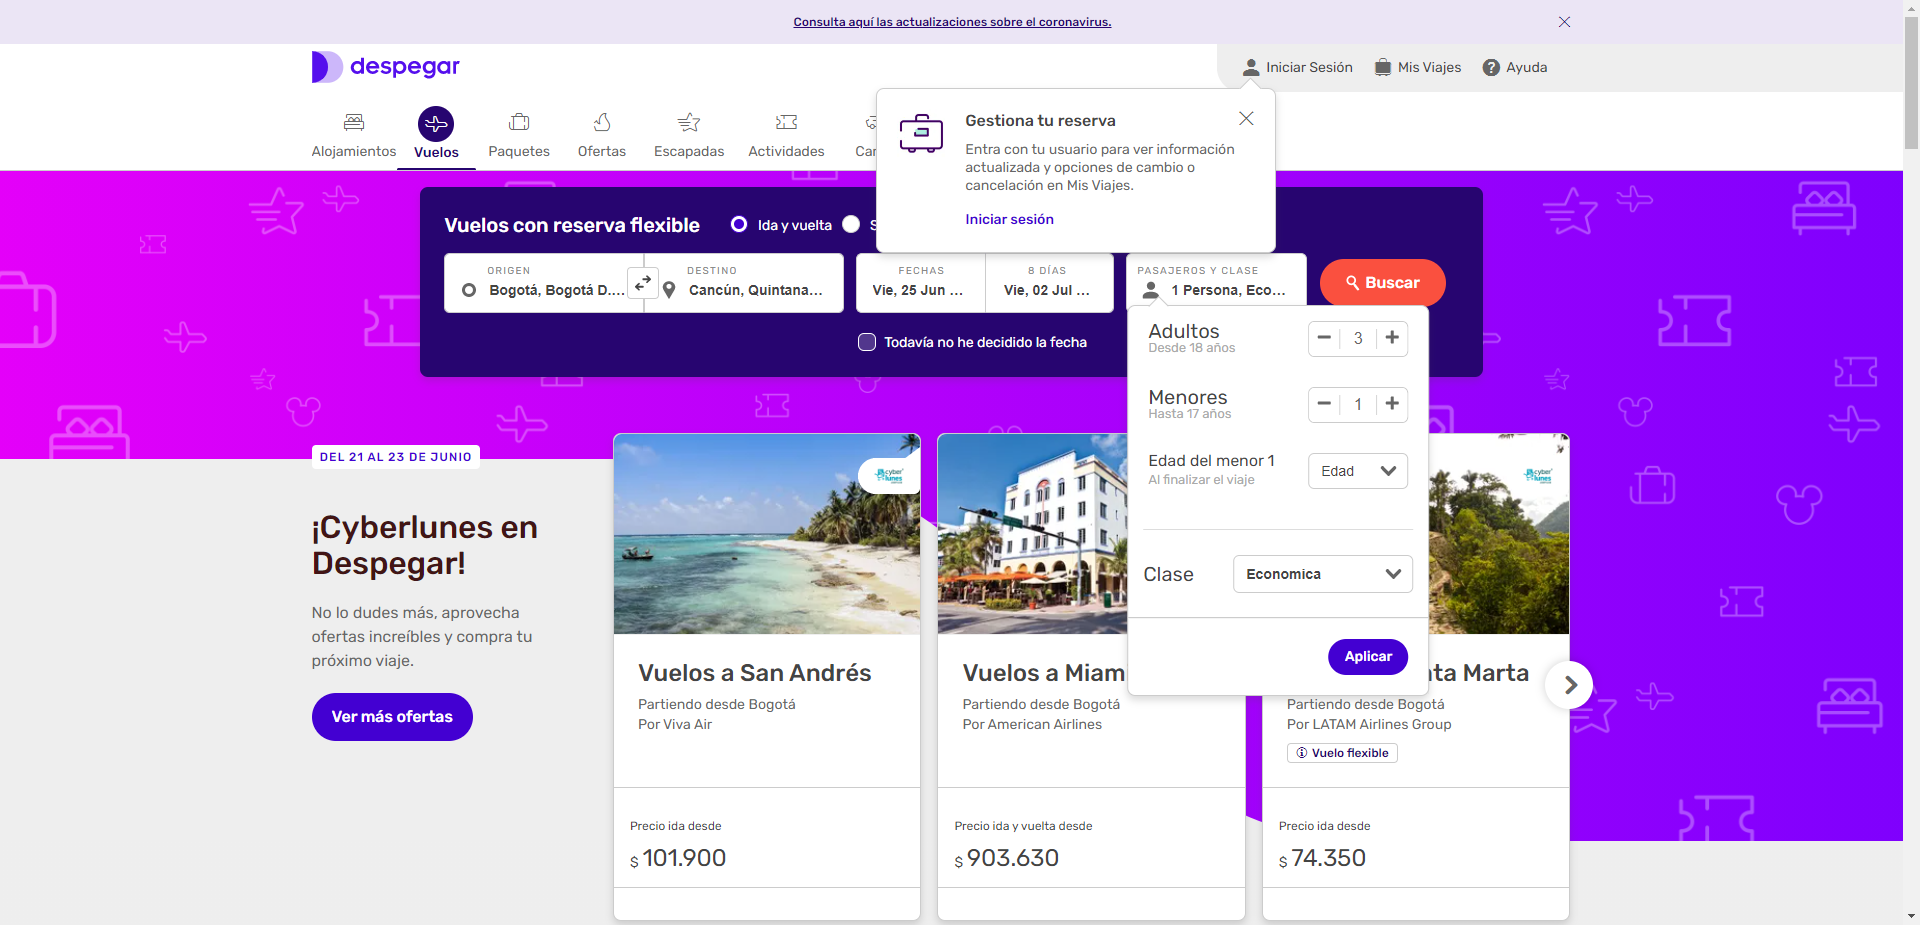 Consulta aquí las actualizaciones sobre el coronavirus.
despegar
Iniciar Sesión
Mis Viajes
Ayuda
Alojamientos
Vuelos
Paquetes
Ofertas
Escapadas
Actividades
Gestiona tu reserva
Entra con tu usuario para ver información
actualizada y opciones de cambio o
cancelación en Mis Viajes.
Iniciar sesión
Vuelos con reserva flexible
Ida y vuelta
ORIGEN
Bogotá, Bogotá D....
DESTINO
Cancún, Quintana...
FECHAS
Vie, 25 Jun ...
8 DÍAS
Vie, 02 Jul ...
PASAJEROS Y CLASE
1 Persona, Eco...
Buscar
Todavía no he decidido la fecha
Adultos
Desde 18 años
3
Menores
Hasta 17 años
1
Edad del menor 1
Al finalizar el viaje
Edad
Clase
Economica
Aplicar
DEL 21 AL 23 DE JUNIO
¡Cyberlunes en
Despegar!
No lo dudes más, aprovecha
ofertas increíbles y compra tu
próximo viaje.
Ver más ofertas
cyber
lunes
Vuelos a San Andrés
Partiendo desde Bogotá
Por Viva Air
Precio ida desde
$ 101.900
Vuelos a Miam
Partiendo desde Bogotá
Por American Airlines
Precio ida y vuelta desde
$ 903.630
cyber
lunes
ta Marta
Partiendo desde Bogotá
Por LATAM Airlines Group
Vuelo flexible
Precio ida desde
$ 74.350